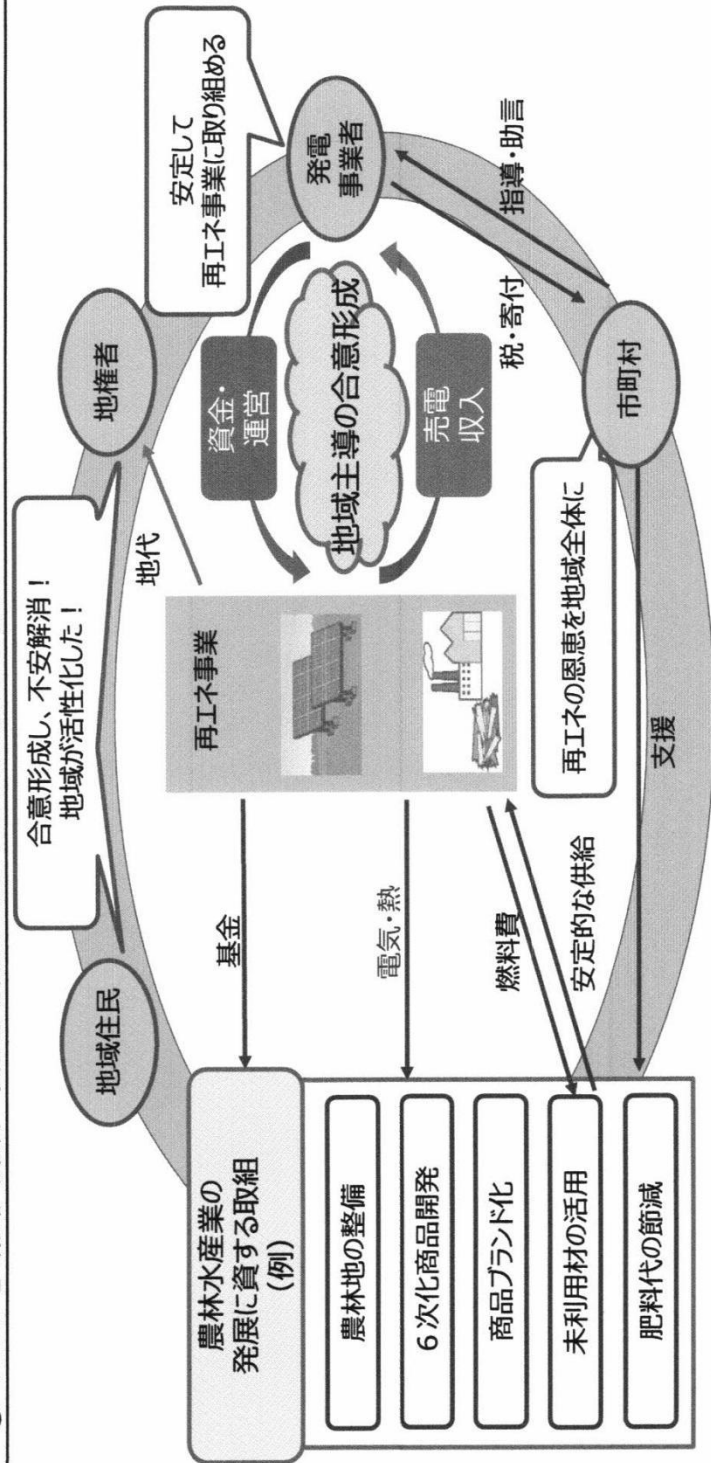 地域住民
合意形成し、不安解消！
地域が活性化した！
地権者
安定して
再エネ事業に取り組める
発電
事業者
農林水産業の
発展に資する取組
（例）
農林地の整備
６次化商品開発
商品ブランド化
未利用材の活用
肥料代の節減
基金
電気・熱
燃料費
安定的な供給
支援
再エネ事業
地代
資金・
運営
地域主導の合意形成
売電
収入
再エネの恩恵を地域全体に
市町村
税・寄付
指導・助言